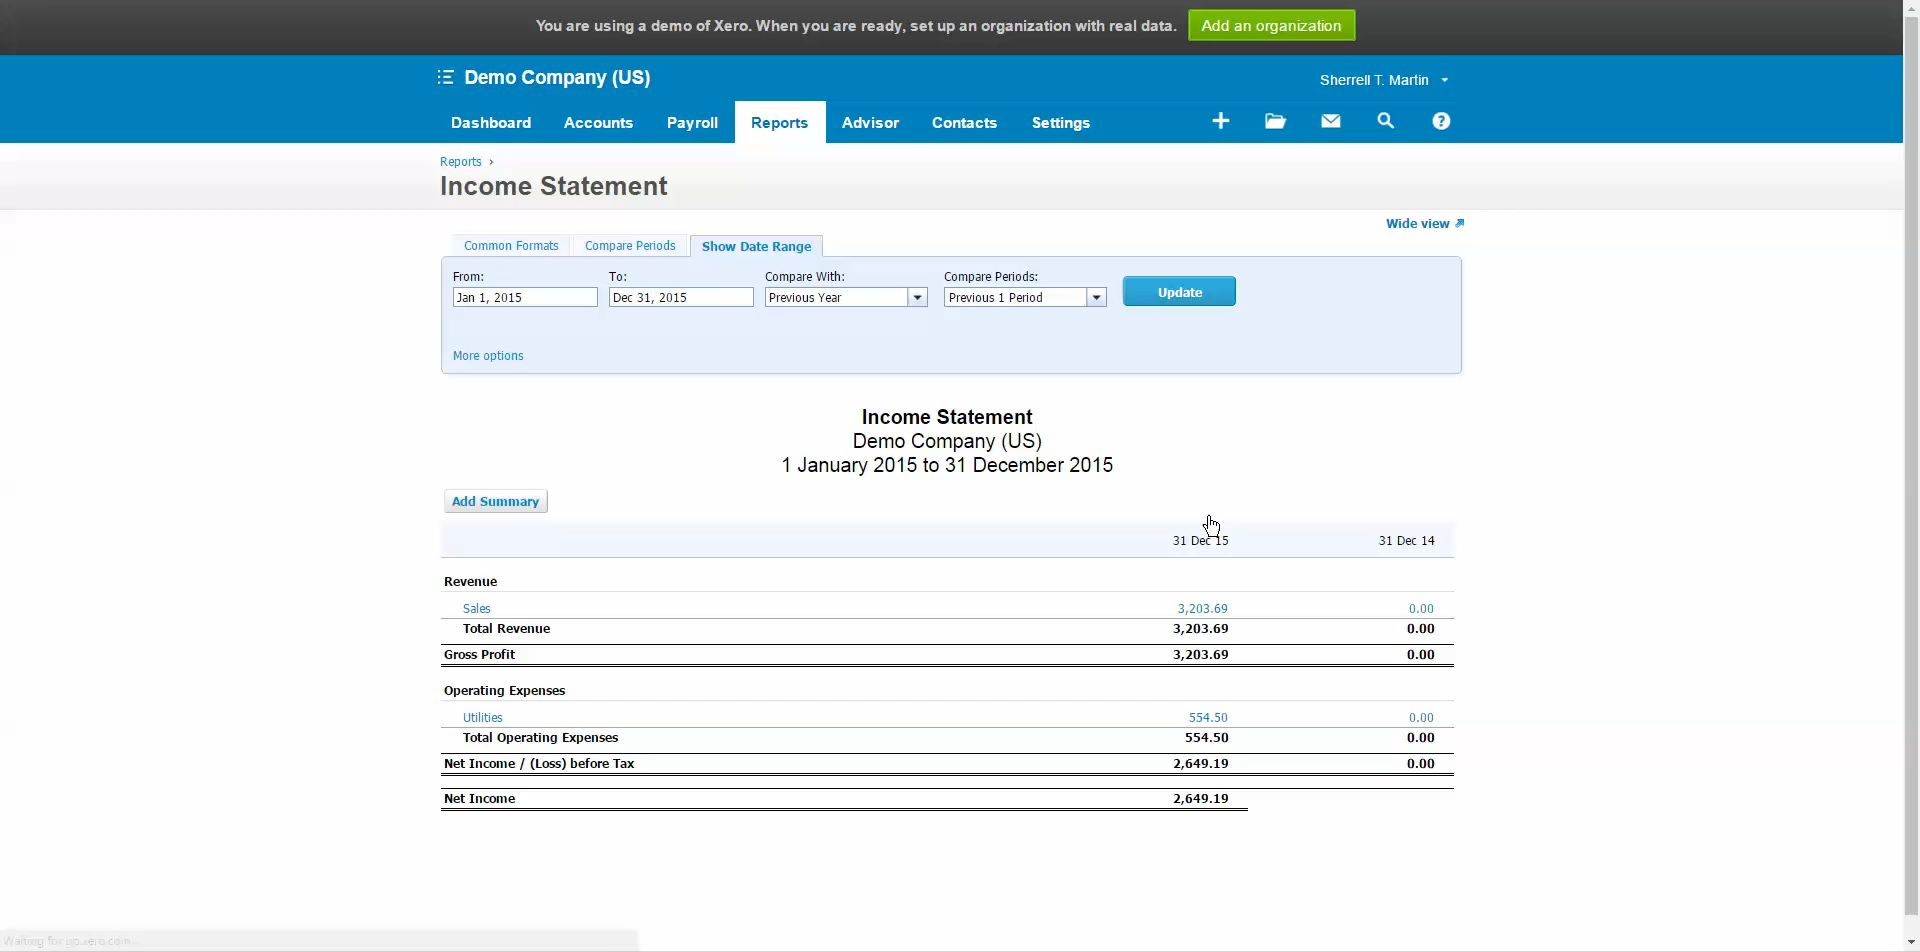 You are using a demo of Xero. When you are ready, set up an organization with real data. Add an organization
Demo Company (US)
Sherrell T. Martin
Dashboard Accounts Payroll Reports Advisor Contacts Settings
Reports ›
Income Statement
Wide view
Common Formats Compare Periods Show Date Range
From: To: Compare With: Compare Periods:
Jan 1, 2015 Dec 31, 2015 Previous Year Previous 1 Period Update
More options
Income Statement
Demo Company (US)
1 January 2015 to 31 December 2015
Add Summary
31 Dec 15 31 Dec 14
Revenue
Sales 3,203.69 0.00
Total Revenue 3,203.69 0.00
Gross Profit 3,203.69 0.00
Operating Expenses
Utilities 554.50 0.00
Total Operating Expenses 554.50 0.00
Net Income / (Loss) before Tax 2,649.19 0.00
Net Income 2,649.19
Waiting for go.xero.com...